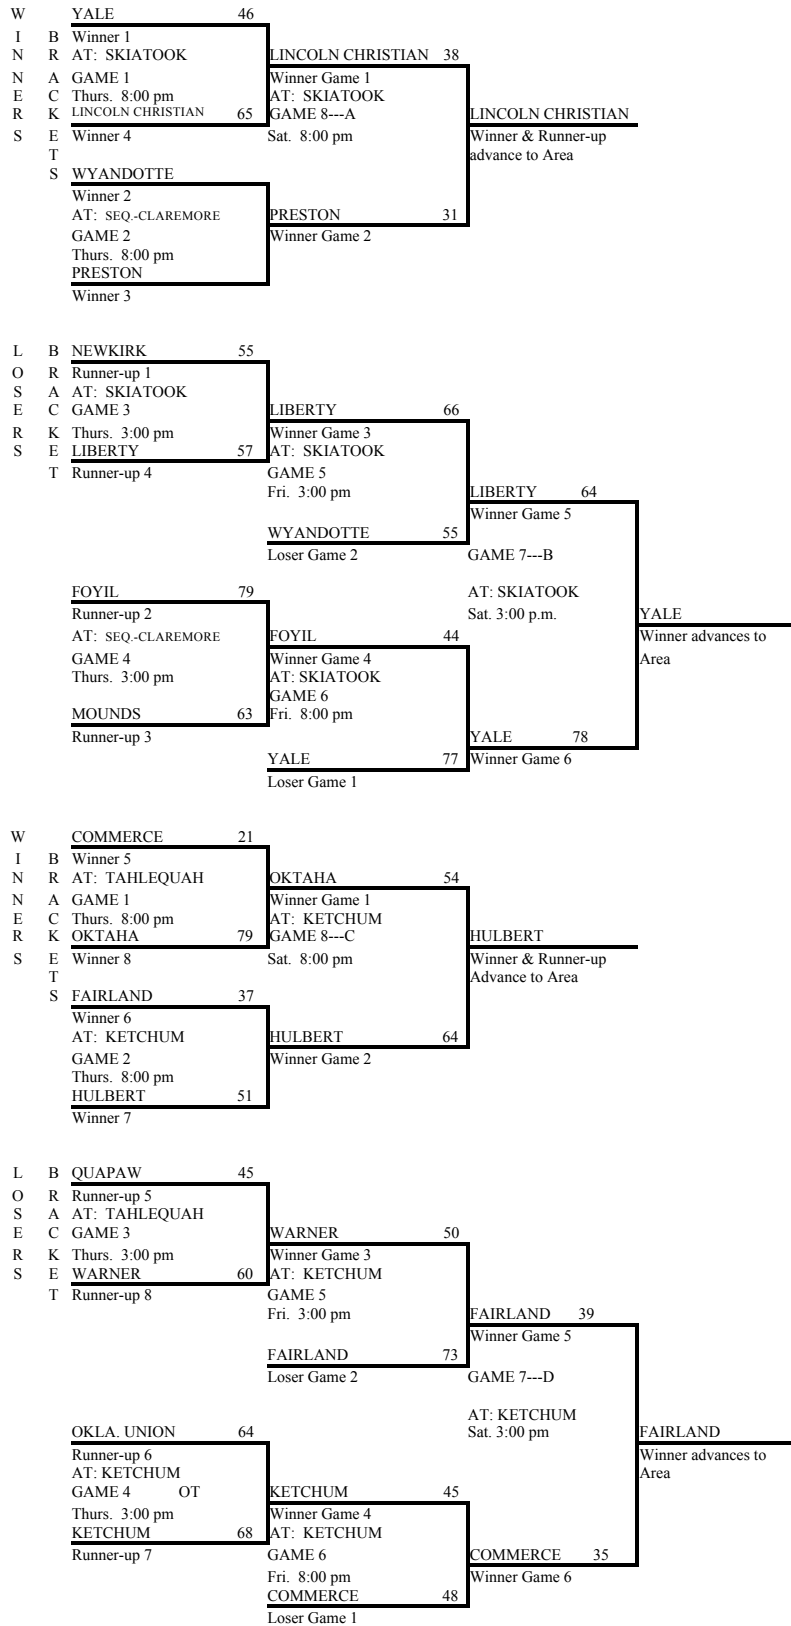 W YALE 46
I B Winner 1
N R AT: SKIATOOK LINCOLN CHRISTIAN 38
N A GAME 1 Winner Game 1
E C Thurs. 8:00 pm AT: SKIATOOK
R K LINCOLN CHRISTIAN 65 GAME 8---A LINCOLN CHRISTIAN
S E Winner 4 Sat. 8:00 pm Winner & Runner-up
T advance to Area
S WYANDOTTE
Winner 2
AT: SEQ.-CLAREMORE PRESTON 31
GAME 2 Winner Game 2
Thurs. 8:00 pm
PRESTON
Winner 3
L B NEWKIRK 55
O R Runner-up 1
S A AT: SKIATOOK
E C GAME 3 LIBERTY 66
R K Thurs. 3:00 pm Winner Game 3
S E LIBERTY 57 AT: SKIATOOK
T Runner-up 4 GAME 5
Fri. 3:00 pm LIBERTY 64
Winner Game 5
WYANDOTTE 55
Loser Game 2 GAME 7---B
FOYIL 79 AT: SKIATOOK
Runner-up 2 Sat. 3:00 p.m. YALE
AT: SEQ.-CLAREMORE FOYIL 44 Winner advances to
GAME 4 Winner Game 4 Area
Thurs. 3:00 pm AT: SKIATOOK
GAME 6
MOUNDS 63 Fri. 8:00 pm
Runner-up 3 YALE 78
YALE 77 Winner Game 6
Loser Game 1
W COMMERCE 21
I B Winner 5
N R AT: TAHLEQUAH OKTAHA 54
N A GAME 1 Winner Game 1
E C Thurs. 8:00 pm AT: KETCHUM
R K OKTAHA 79 GAME 8---C HULBERT
S E Winner 8 Sat. 8:00 pm Winner & Runner-up
T Advance to Area
S FAIRLAND 37
Winner 6
AT: KETCHUM HULBERT 64
GAME 2 Winner Game 2
Thurs. 8:00 pm
HULBERT 51
Winner 7
L B QUAPAW 45
O R Runner-up 5
S A AT: TAHLEQUAH
E C GAME 3 WARNER 50
R K Thurs. 3:00 pm Winner Game 3
S E WARNER 60 AT: KETCHUM
T Runner-up 8 GAME 5
Fri. 3:00 pm FAIRLAND 39
Winner Game 5
FAIRLAND 73
Loser Game 2 GAME 7---D
AT: KETCHUM
OKLA. UNION 64 Sat. 3:00 pm FAIRLAND
Runner-up 6 Winner advances to
AT: KETCHUM Area
GAME 4 OT KETCHUM 45
Thurs. 3:00 pm Winner Game 4
KETCHUM 68 AT: KETCHUM
Runner-up 7 GAME 6 COMMERCE 35
Fri. 8:00 pm Winner Game 6
COMMERCE 48
Loser Game 1